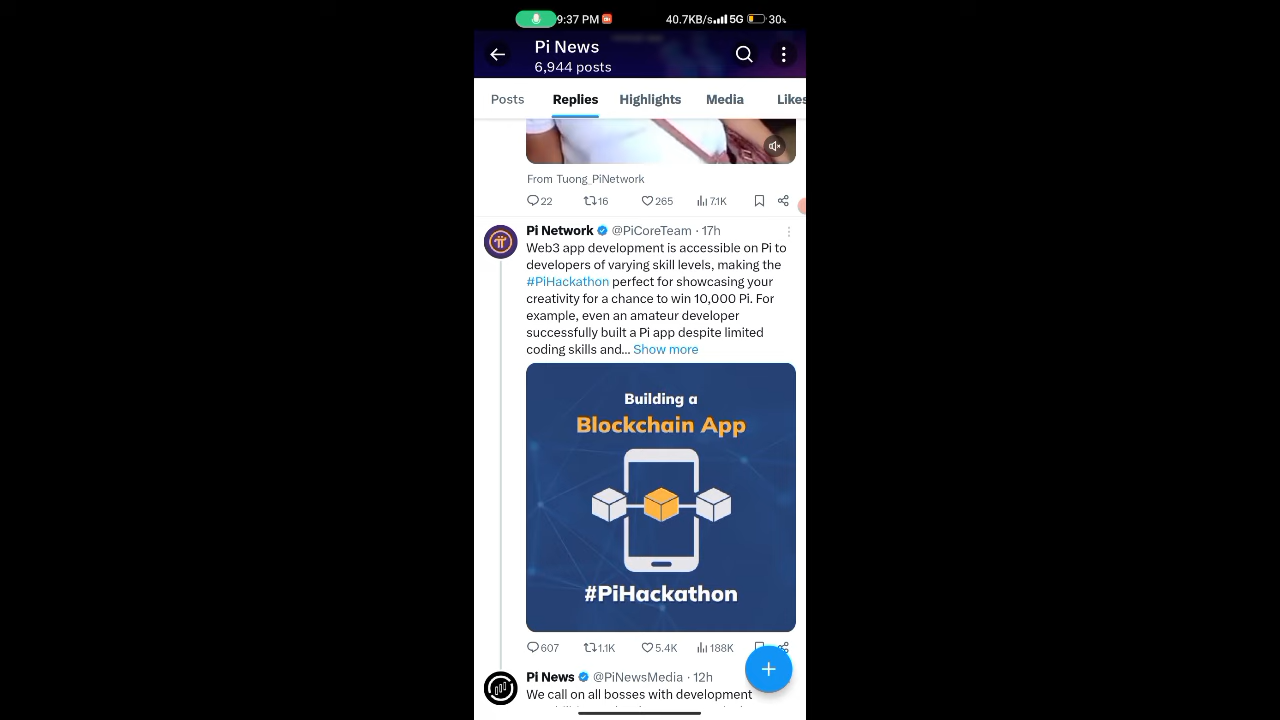 9:37 PM
40.7KB/s 5G 30%
Pi News
6,944 posts
Posts Replies Highlights Media Likes
From Tuong_PiNetwork
22 16 265 7.1K
Pi Network @PiCoreTeam · 17h
Web3 app development is accessible on Pi to
developers of varying skill levels, making the
#PiHackathon perfect for showcasing your
creativity for a chance to win 10,000 Pi. For
example, even an amateur developer
successfully built a Pi app despite limited
coding skills and... Show more
Building a
Blockchain App
#PiHackathon
607 1.1K 5.4K 188K
Pi News @PiNewsMedia · 12h
We call on all bosses with development